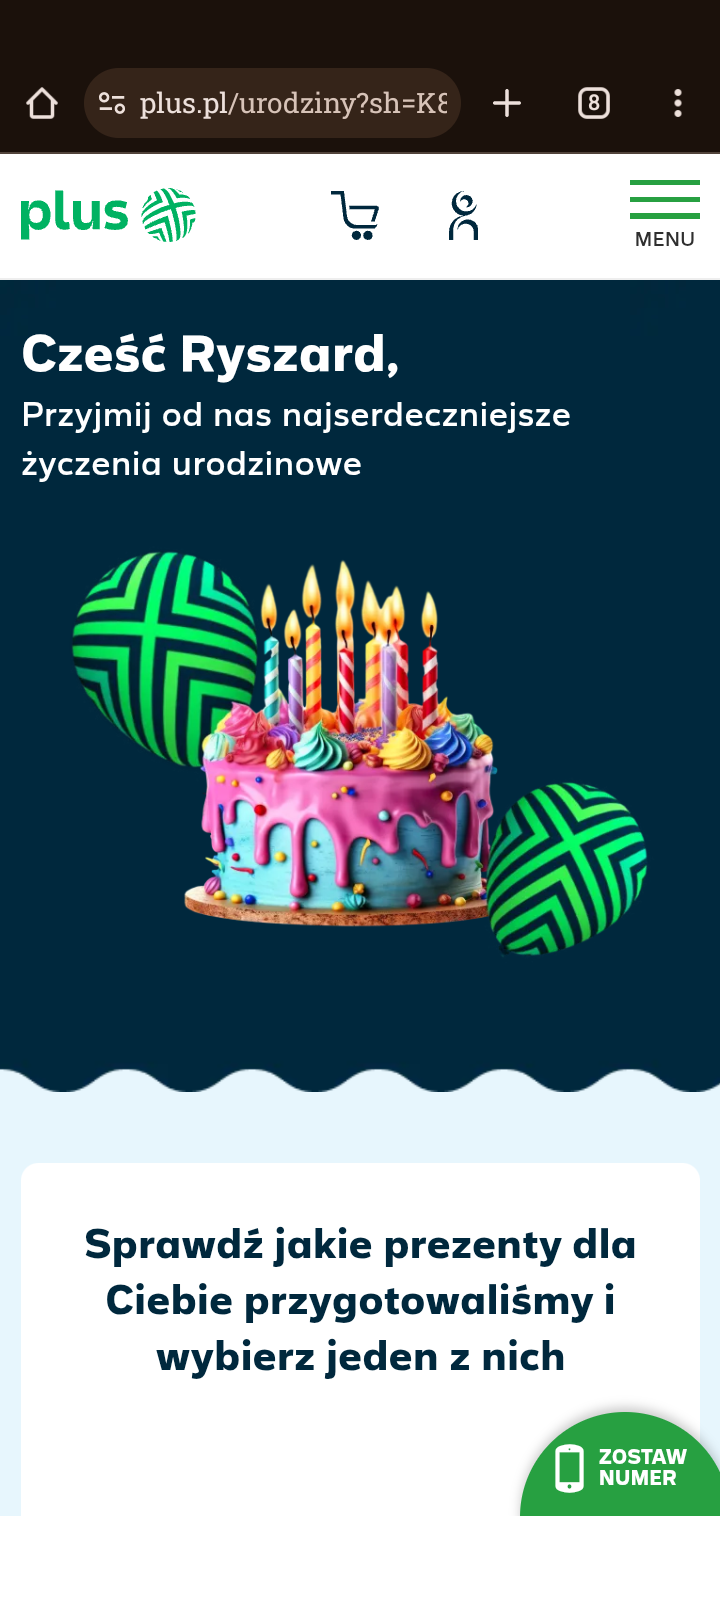 8
plus.pl/urodziny?sh=K8
plus
MENU
Cześć Ryszard,
Przyjmij od nas najserdeczniejsze
życzenia urodzinowe
Sprawdź jakie prezenty dla
Ciebie przygotowaliśmy i
wybierz jeden z nich
ZOSTAW
NUMER